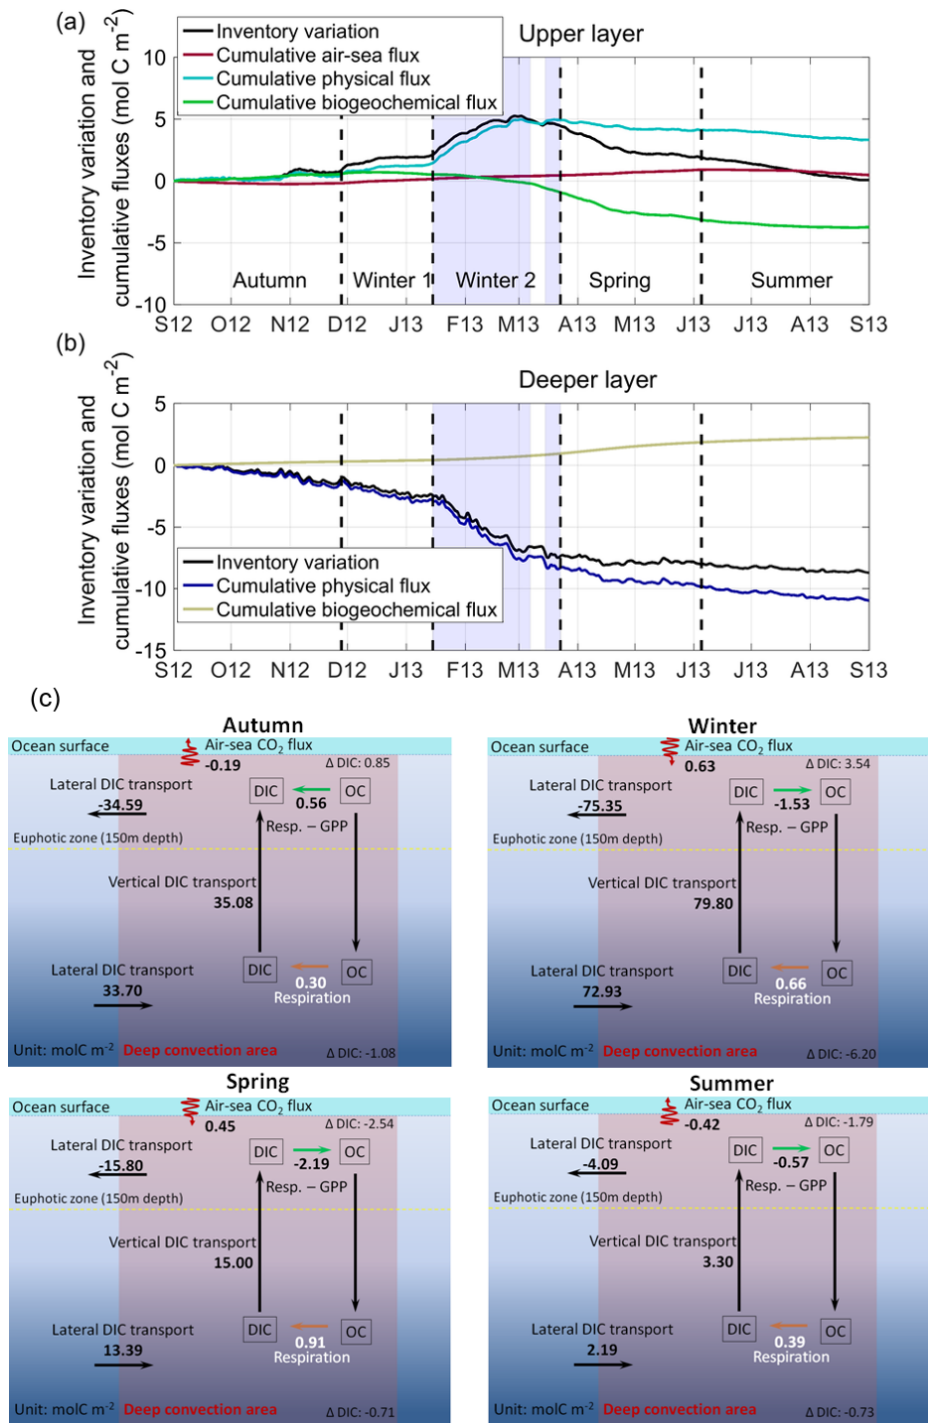 (a)
Upper layer
Inventory variation
Cumulative air-sea flux
Cumulative physical flux
Cumulative biogeochemical flux
Inventory variation and
cumulative fluxes (mol C m-2)
10
5
0
-5
-10
Autumn
Winter 1
Winter 2
Spring
Summer
S12 O12 N12 D12 J13 F13 M13 A13 M13 J13 J13 A13 S13
(b)
Deeper layer
Inventory variation and
cumulative fluxes (mol C m-2)
5
0
-5
-10
-15
Inventory variation
Cumulative physical flux
Cumulative biogeochemical flux
S12 O12 N12 D12 J13 F13 M13 A13 M13 J13 J13 A13 S13
(c)
Autumn
Ocean surface
Air-sea CO2 flux
-0.19
Δ DIC: 0.85
Lateral DIC transport
-34.59
DIC
OC
0.56
Resp. – GPP
Euphotic zone (150m depth)
Vertical DIC transport
35.08
Lateral DIC transport
33.70
DIC
OC
0.30
Respiration
Unit: molC m-2
Deep convection area
Δ DIC: -1.08
Winter
Ocean surface
Air-sea CO2 flux
0.63
Δ DIC: 3.54
Lateral DIC transport
-75.35
DIC
OC
-1.53
Resp. – GPP
Euphotic zone (150m depth)
Vertical DIC transport
79.80
Lateral DIC transport
72.93
DIC
OC
0.66
Respiration
Unit: molC m-2
Deep convection area
Δ DIC: -6.20
Spring
Ocean surface
Air-sea CO2 flux
0.45
Δ DIC: -2.54
Lateral DIC transport
-15.80
DIC
OC
-2.19
Resp. – GPP
Euphotic zone (150m depth)
Vertical DIC transport
15.00
Lateral DIC transport
13.39
DIC
OC
0.91
Respiration
Unit: molC m-2
Deep convection area
Δ DIC: -0.71
Summer
Ocean surface
Air-sea CO2 flux
-0.42
Δ DIC: -1.79
Lateral DIC transport
-4.09
DIC
OC
-0.57
Resp. – GPP
Euphotic zone (150m depth)
Vertical DIC transport
3.30
Lateral DIC transport
2.19
DIC
OC
0.39
Respiration
Unit: molC m-2
Deep convection area
Δ DIC: -0.73